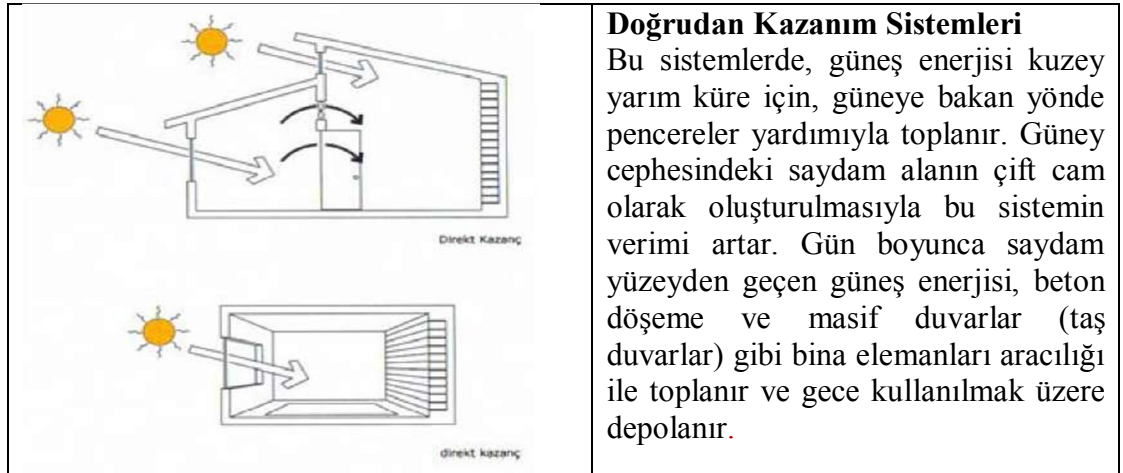 Direkt Kazanç
direkt kazanç
Doğrudan Kazanım Sistemleri
Bu sistemlerde, güneş enerjisi kuzey
yarım küre için, güneye bakan yönde
pencereler yardımıyla toplanır. Güney
cephesindeki saydam alanın çift cam
olarak oluşturulmasıyla bu sistemin
verimi artar. Gün boyunca saydam
yüzeyden geçen güneş enerjisi, beton
döşeme ve masif duvarlar (taş
duvarlar) gibi bina elemanları aracılığı
ile toplanır ve gece kullanılmak üzere
depolanır.